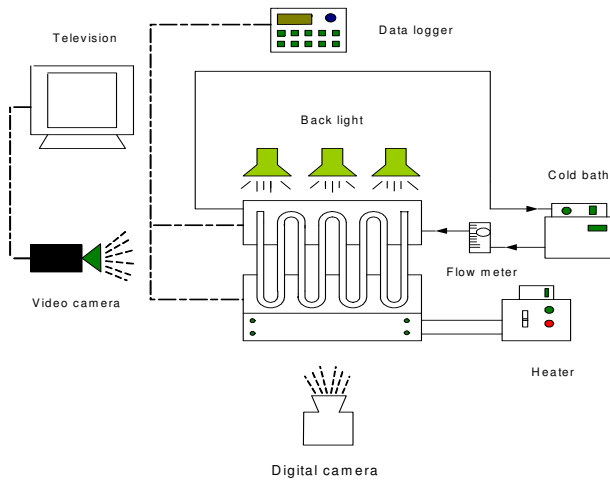 Television
Data logger
Back light
Cold bath
Flow meter
Video camera
Heater
Digital camera